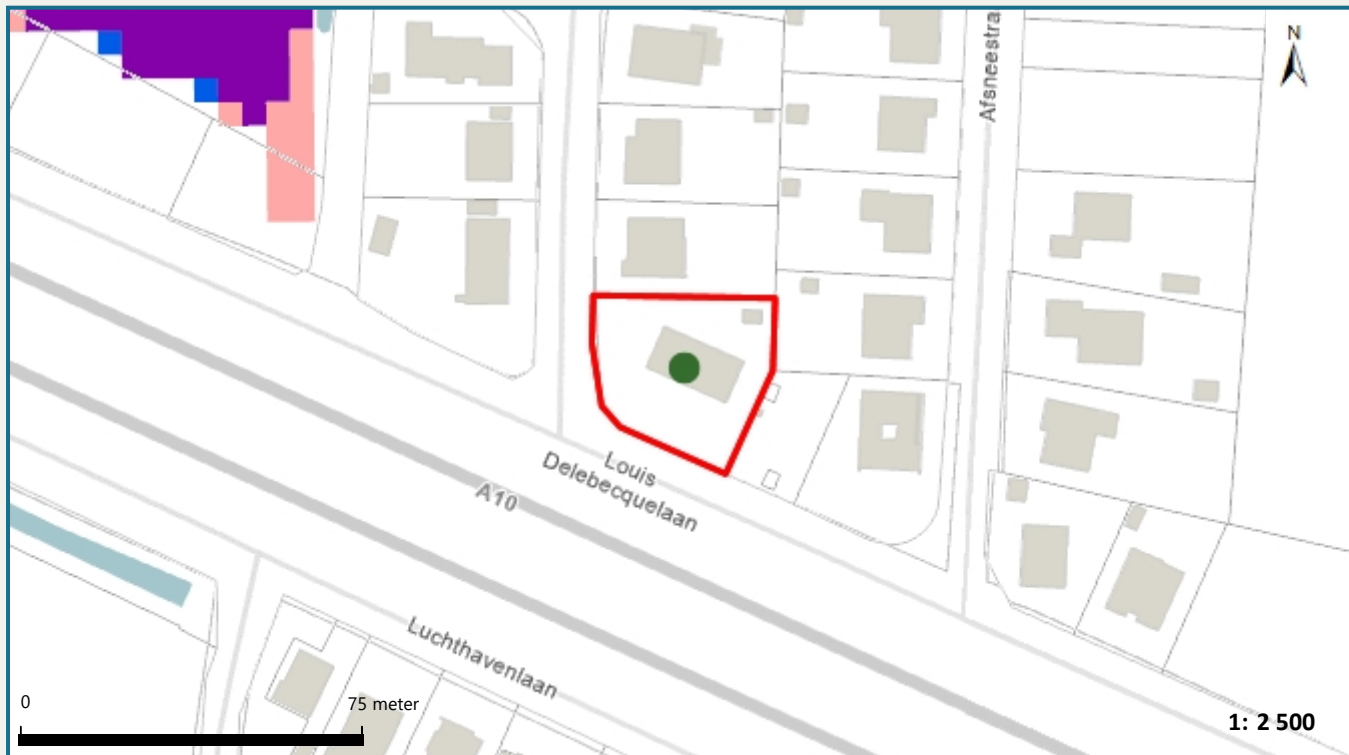 N
Afsneestra
Louis
Delebecquelaan
A10
Luchthavenlaan
0
75 meter
1: 2 500